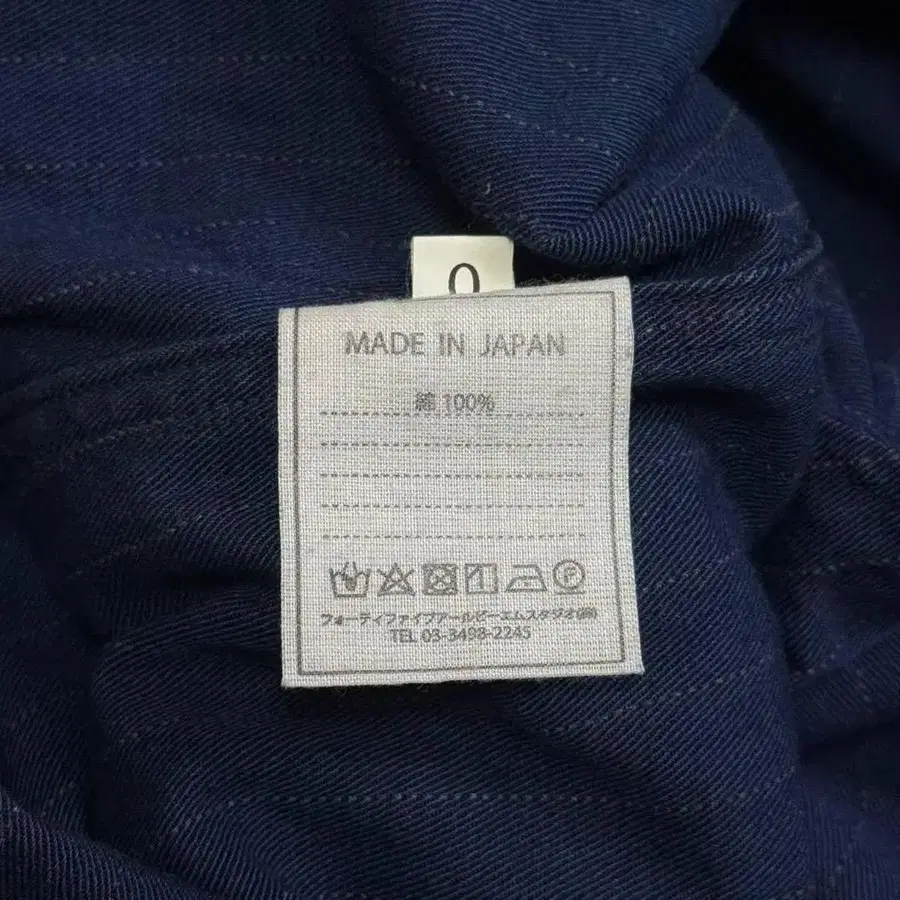 0
MADE IN JAPAN
綿 100%
フォーティファイブアールピーエムスタジオ㈱
TEL 03-3498-2245